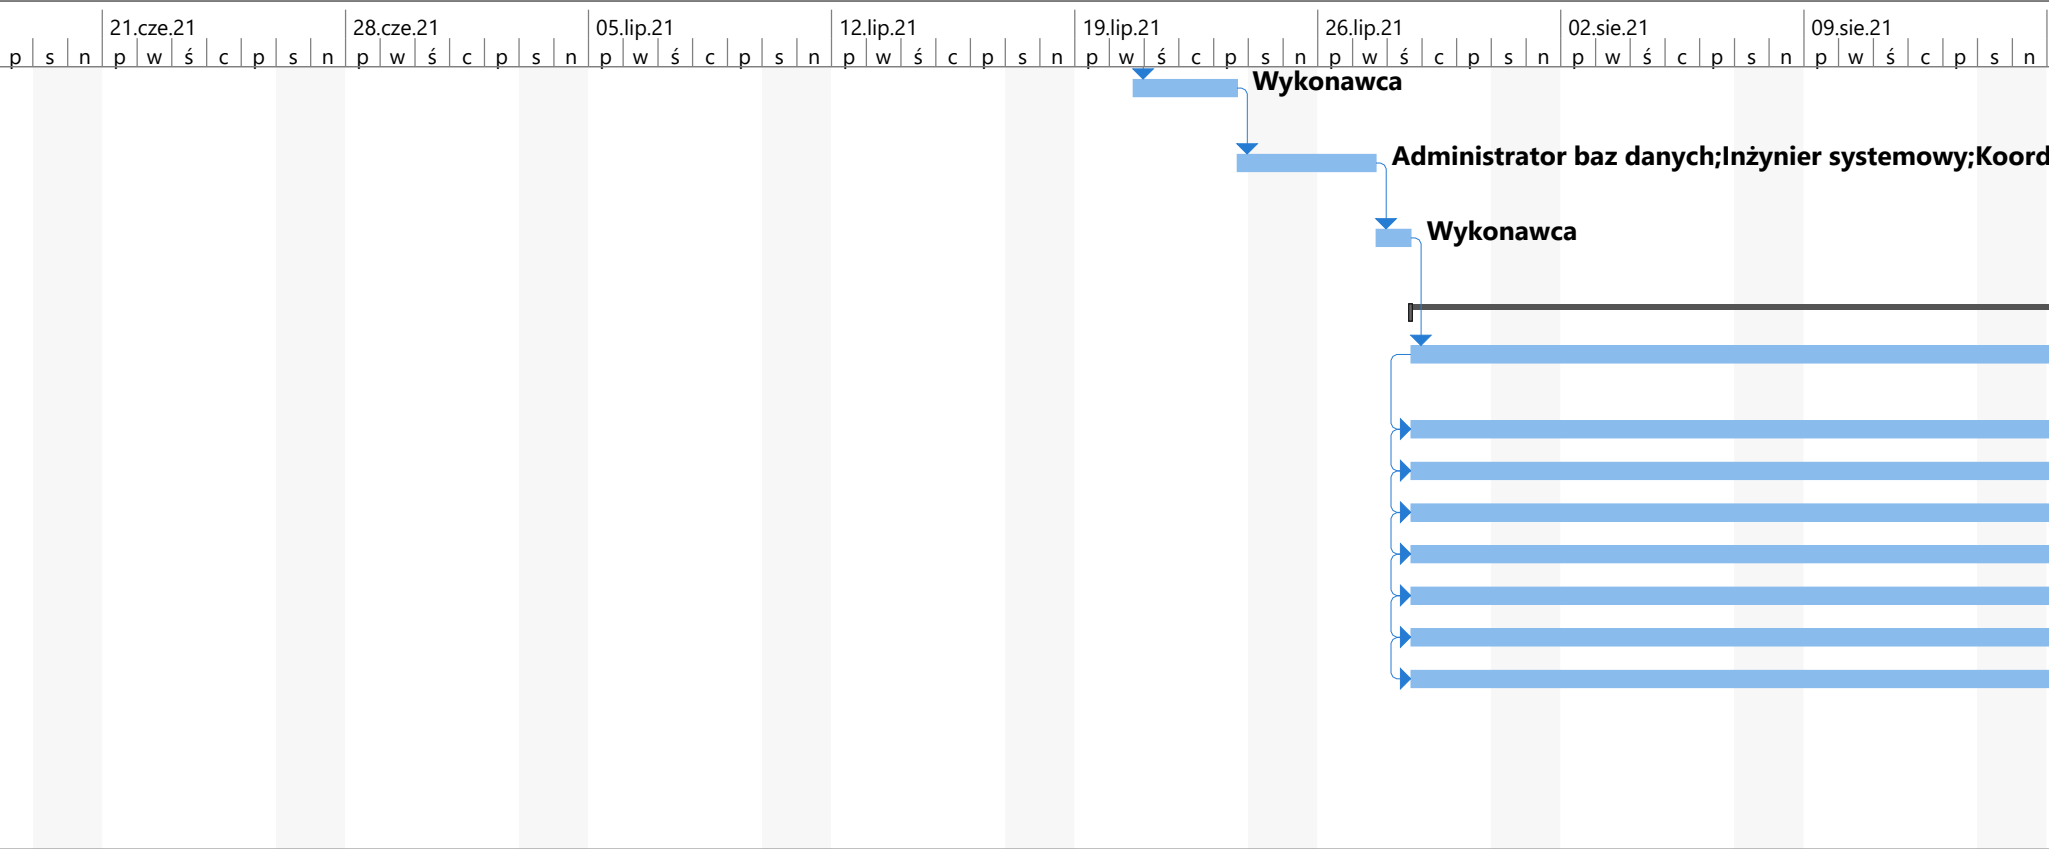 21.cze.21 28.cze.21 05.lip.21 12.lip.21 19.lip.21 26.lip.21 02.sie.21 09.sie.21
p s n p w ś c p s n p w ś c p s n p w ś c p s n p w ś c p s n p w ś c p s n p w ś c p s n p w ś c p s n p w ś c p s n
Wykonawca
Administrator baz danych;Inżynier systemowy;Koord
Wykonawca